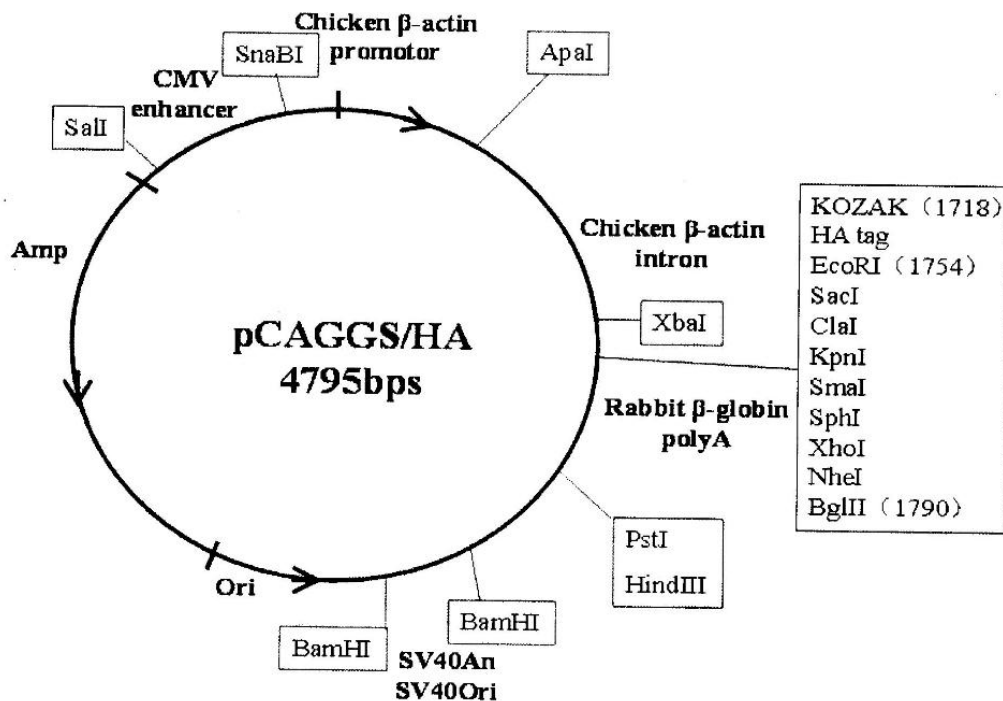 Chicken β-actin
promotor
SnaBI
ApaI
CMV
enhancer
SalI
Amp
Chicken β-actin
intron
XbaI
pCAGGS/HA
4795bps
Rabbit β-globin
polyA
KOZAK (1718)
HA tag
EcoRI (1754)
SacI
ClaI
KpnI
SmaI
SphI
XhoI
NheI
BglII (1790)
PstI
HindIII
Ori
BamHI
BamHI
SV40An
SV40Ori